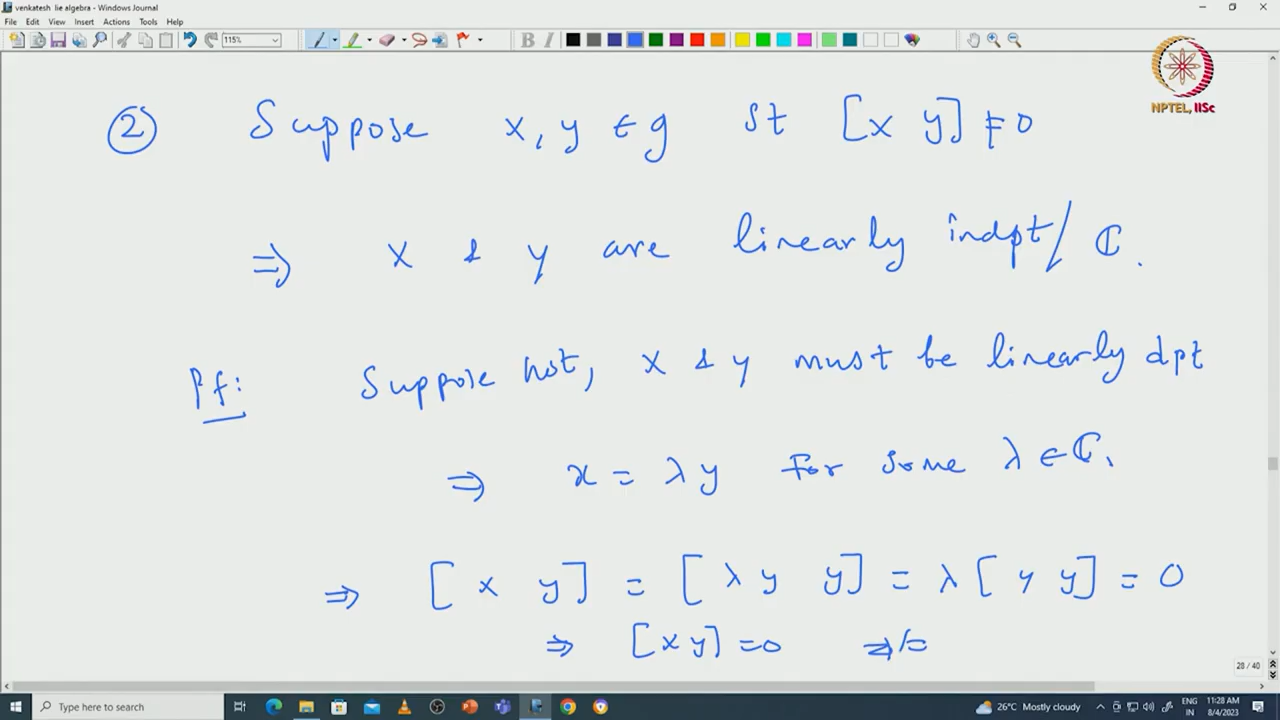 venkatesh lie algebra - Windows Journal
File Edit View Insert Actions Tools Help
115%
NPTEL, IISc
② Suppose x, y ∈ g st [x y] ≠ 0
⇒ x & y are linearly indpt / ℂ.
Pf: Suppose not, x & y must be linearly dpt
⇒ x = λ y for some λ ∈ ℂ.
⇒ [x y] = [λy y] = λ[y y] = 0
⇒ [x y] = 0 ⇒/⇐
28 / 40
Type here to search
26°C Mostly cloudy
ENG
IN
11:28 AM
8/4/2023